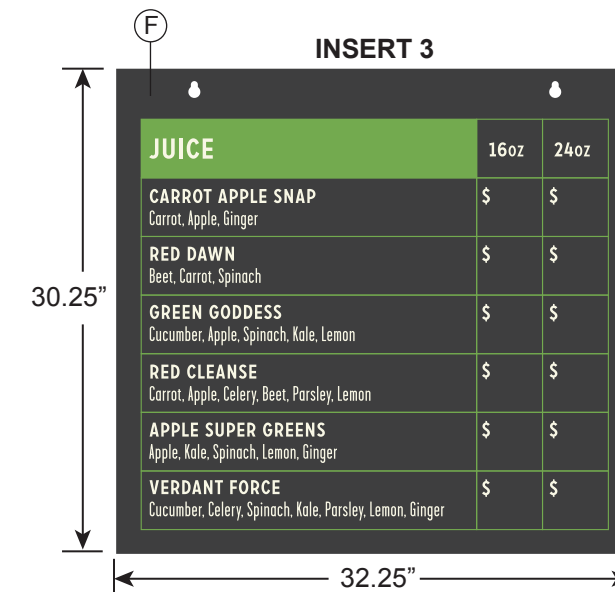 F
INSERT 3
JUICE 16oz 24oz
CARROT APPLE SNAP $ $
Carrot, Apple, Ginger
RED DAWN $ $
Beet, Carrot, Spinach
GREEN GODDESS $ $
Cucumber, Apple, Spinach, Kale, Lemon
RED CLEANSE $ $
Carrot, Apple, Celery, Beet, Parsley, Lemon
APPLE SUPER GREENS $ $
Apple, Kale, Spinach, Lemon, Ginger
VERDANT FORCE $ $
Cucumber, Celery, Spinach, Kale, Parsley, Lemon, Ginger
30.25”
32.25”